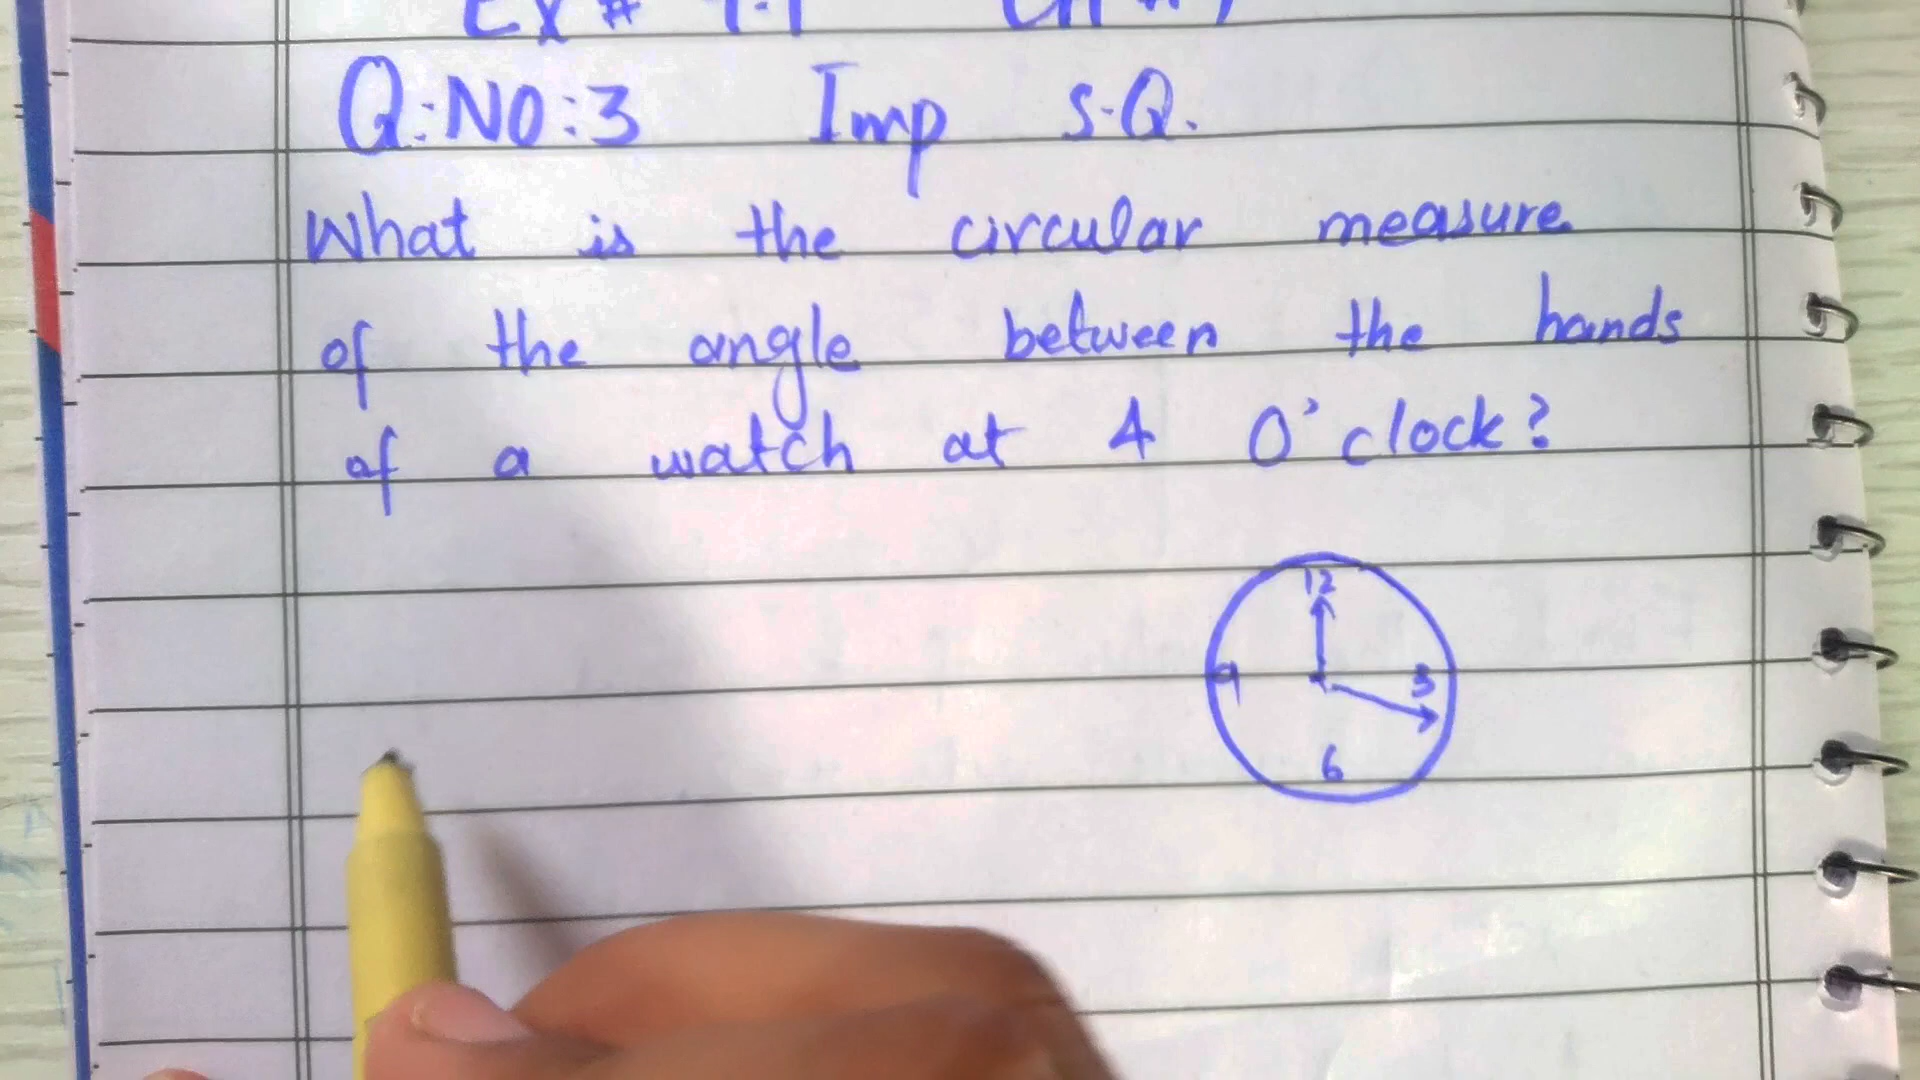 Q:NO:3 Imp S.Q.
What is the circular measure
of the angle between the hands
of a watch at 4 O'clock?
12
9 3
6